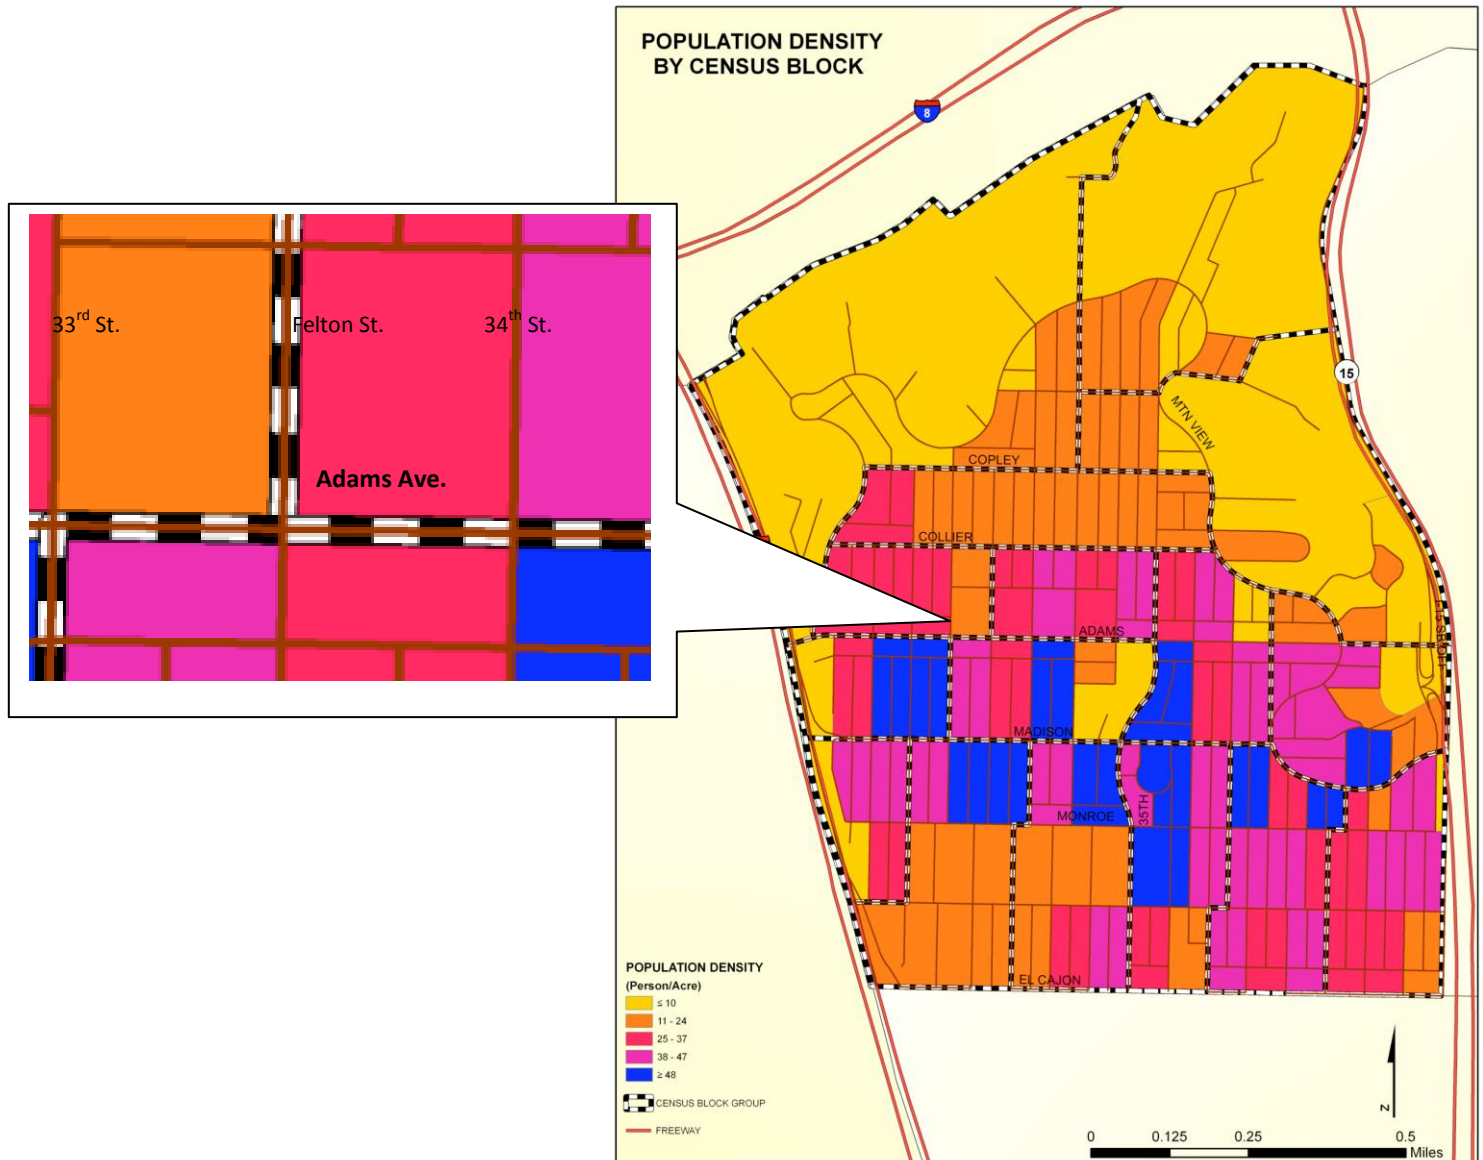 POPULATION DENSITY
BY CENSUS BLOCK
8
15
33rd St.
Felton St.
34th St.
Adams Ave.
MTN VIEW
COPLEY
COLLIER
ADAMS
MADISON
35TH
MONROE
EL CAJON
POPULATION DENSITY
(Person/Acre)
≤ 10
11 - 24
25 - 37
38 - 47
≥ 48
CENSUS BLOCK GROUP
FREEWAY
N
0 0.125 0.25 0.5
Miles